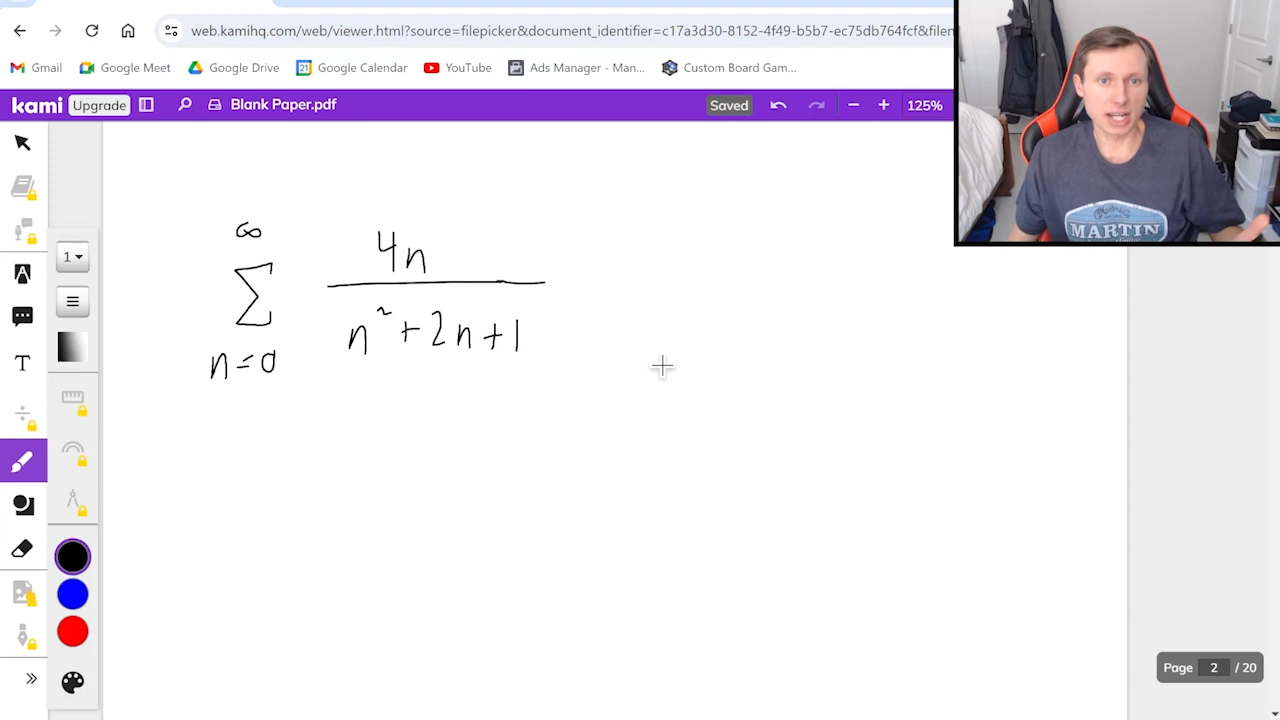 web.kamihq.com/web/viewer.html?source=filepicker&document_identifier=c17a3d30-8152-4f49-b5b7-ec75db764fcf&filen
Gmail Google Meet Google Drive 21 Google Calendar YouTube Ads Manager - Man... Custom Board Gam...
kami Upgrade Blank Paper.pdf Saved 125%
MARTIN
∞
4n
1 Σ
n²+2n+1
n=0
T
Page 2 / 20